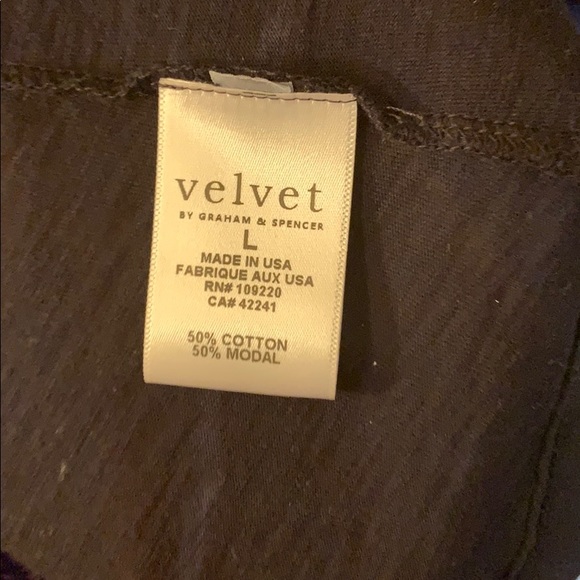 velvet
BY GRAHAM & SPENCER
L
MADE IN USA
FABRIQUE AUX USA
RN# 109220
CA# 42241
50% COTTON
50% MODAL